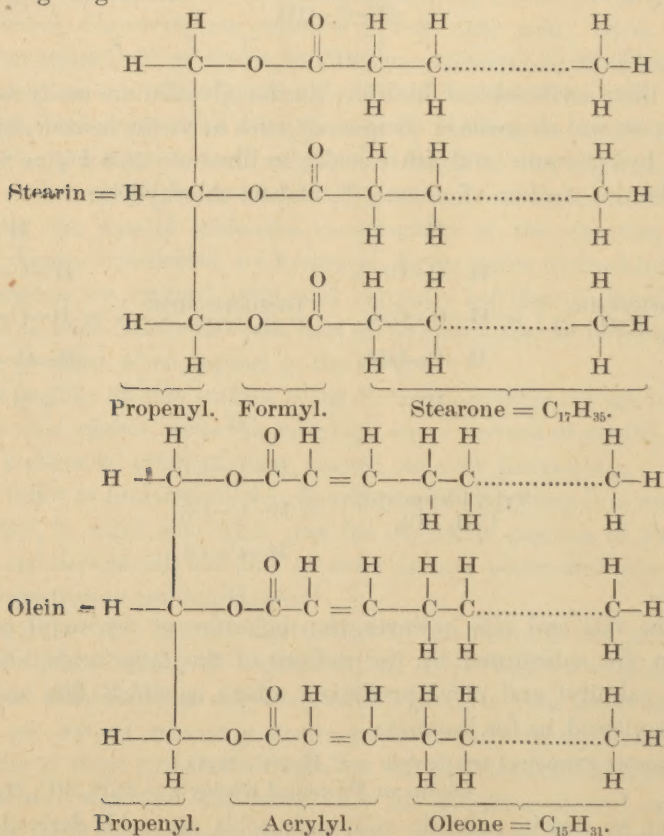 H O H H H
H—C—O—C—C—C..............—C—H
H H H
O H H H
Stearin = H—C—O—C—C—C..............—C—H
H H H
O H H H
H—C—O—C—C—C..............—C—H
H H H H
Propenyl. Formyl. Stearone = C₁₇H₃₅.
H O H H H H H
H—C—O—C—C=C—C—C..............C—H
H H H
O H H H H H
Olein = H—C—O—C—C=C—C—C..............C—H
H H H
O H H H H H
H—C—O—C—C=C—C—C..............C—H
H H H H
Propenyl. Acrylyl. Oleone = C₁₅H₃₁.